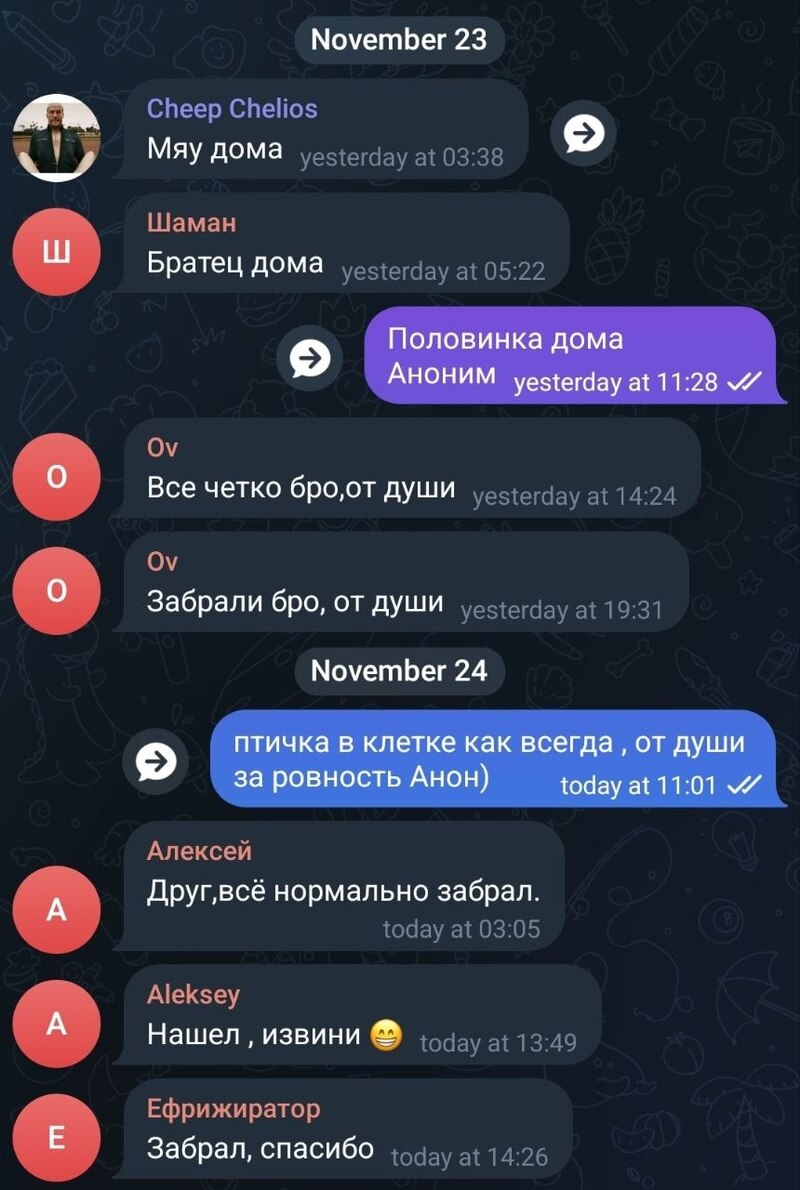 November 23
Cheep Chelios
Мяу дома yesterday at 03:38
Ш
Шаман
Братец дома yesterday at 05:22
Половинка дома
Аноним yesterday at 11:28
O
Ov
Все четко бро,от души yesterday at 14:24
O
Ov
Забрали бро, от души yesterday at 19:31
November 24
птичка в клетке как всегда , от души
за ровность Анон) today at 11:01
Алексей
А
Друг,всё нормально забрал.
today at 03:05
A
Aleksey
Нашел , извини 😁 today at 13:49
Е
Ефрижиратор
Забрал, спасибо today at 14:26